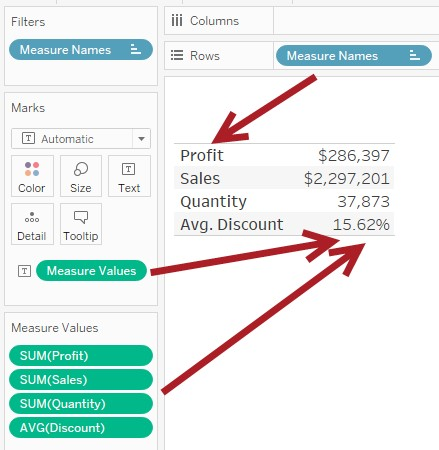 Filters
Measure Names
Marks
T Automatic
Color Size T Text
Detail Tooltip
T Measure Values
Measure Values
SUM(Profit)
SUM(Sales)
SUM(Quantity)
AVG(Discount)
Columns
Rows Measure Names
Profit $286,397
Sales $2,297,201
Quantity 37,873
Avg. Discount 15.62%